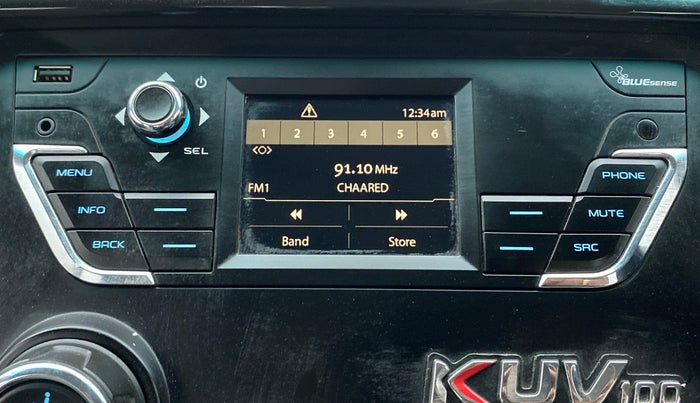 BLUESENSE
12:34am
1 2 3 4 5 6
SEL
91.10 MHz
FM1 CHAARED
Band Store
MENU
INFO
BACK
PHONE
MUTE
SRC
KUV100
i